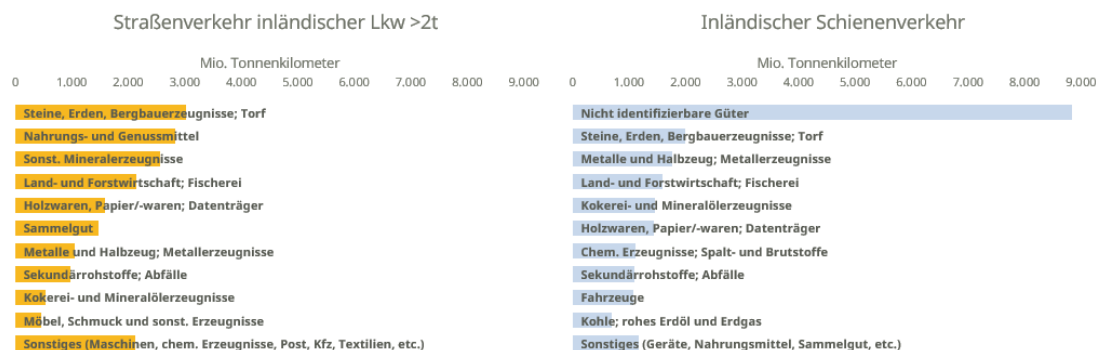 Straßenverkehr inländischer Lkw >2t
Mio. Tonnenkilometer
0 1.000 2.000 3.000 4.000 5.000 6.000 7.000 8.000 9.000
Steine, Erden, Bergbauerzeugnisse; Torf
Nahrungs- und Genussmittel
Sonst. Mineralerzeugnisse
Land- und Forstwirtschaft; Fischerei
Holzwaren, Papier/-waren; Datenträger
Sammelgut
Metalle und Halbzeug; Metallerzeugnisse
Sekundärrohstoffe; Abfälle
Kokerei- und Mineralölerzeugnisse
Möbel, Schmuck und sonst. Erzeugnisse
Sonstiges (Maschinen, chem. Erzeugnisse, Post, Kfz, Textilien, etc.)
Inländischer Schienenverkehr
Mio. Tonnenkilometer
0 1.000 2.000 3.000 4.000 5.000 6.000 7.000 8.000 9.000
Nicht identifizierbare Güter
Steine, Erden, Bergbauerzeugnisse; Torf
Metalle und Halbzeug; Metallerzeugnisse
Land- und Forstwirtschaft; Fischerei
Kokerei- und Mineralölerzeugnisse
Holzwaren, Papier/-waren; Datenträger
Chem. Erzeugnisse; Spalt- und Brutstoffe
Sekundärrohstoffe; Abfälle
Fahrzeuge
Kohle; rohes Erdöl und Erdgas
Sonstiges (Geräte, Nahrungsmittel, Sammelgut, etc.)